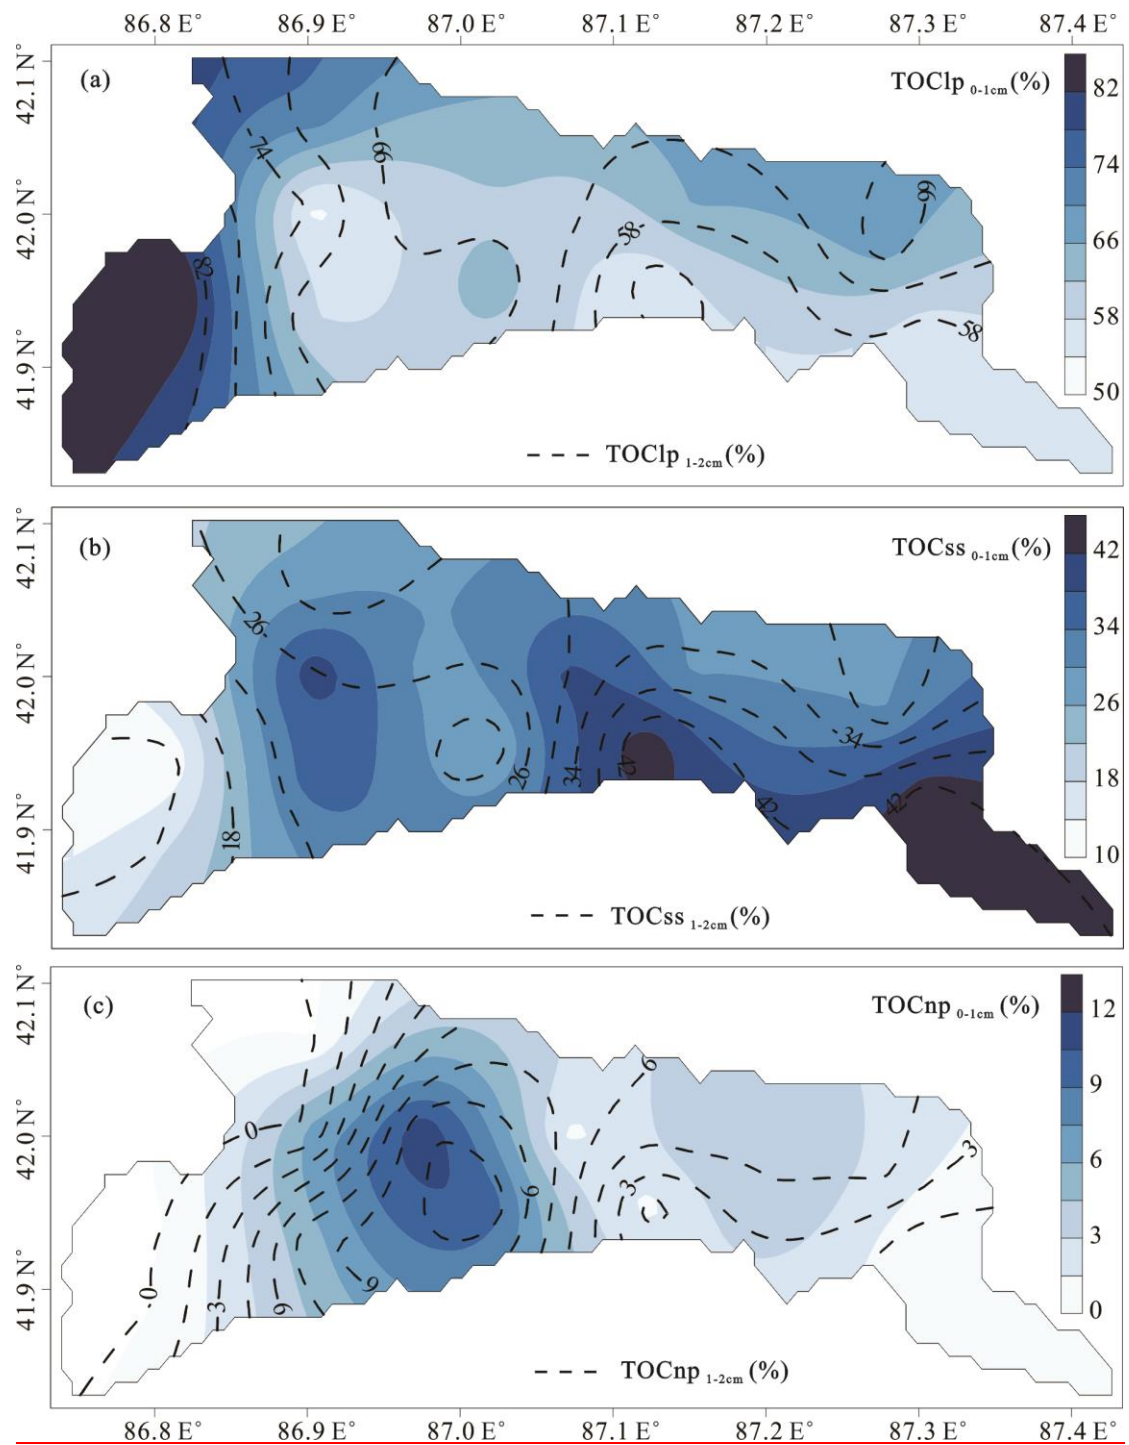 86.8 E° 86.9 E° 87.0 E° 87.1 E° 87.2 E° 87.3 E° 87.4 E°
(a) TOClp 0-1cm (%)
42.1 N°
42.0 N°
41.9 N°
82
74
66
58
50
74
66
82
58
66
58
TOClp 1-2cm (%)
(b) TOCss 0-1cm (%)
42.1 N°
42.0 N°
41.9 N°
42
34
26
18
10
26
18
26
34
42
42
34
42
TOCss 1-2cm (%)
(c) TOCnp 0-1cm (%)
42.1 N°
42.0 N°
41.9 N°
12
9
6
3
0
0
0
3
6
9
6
6
3
3
TOCnp 1-2cm (%)
86.8 E° 86.9 E° 87.0 E° 87.1 E° 87.2 E° 87.3 E° 87.4 E°